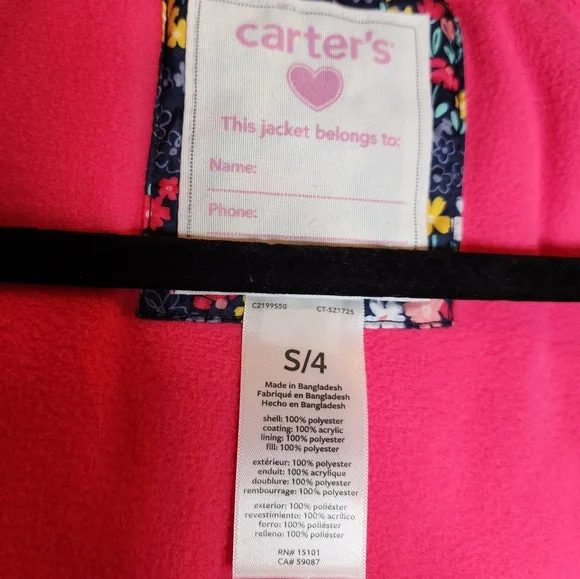 carter's
This jacket belongs to:
Name:
Phone:
C2199550 CT-SZ1725
S/4
Made in Bangladesh
Fabriqué en Bangladesh
Hecho en Bangladesh
shell: 100% polyester
coating: 100% acrylic
lining: 100% polyester
fill: 100% polyester
extérieur: 100% polyester
enduit: 100% acrylique
doublure: 100% polyester
rembourrage: 100% polyester
exterior: 100% poliéster
revestimiento: 100% acrílico
forro: 100% poliéster
relleno: 100% poliéster
RN# 15101
CA# 59087